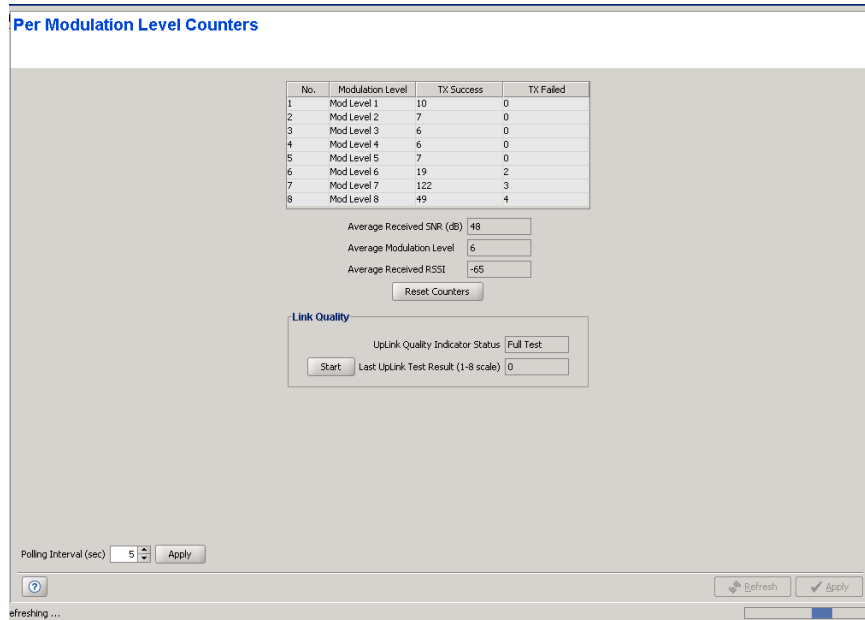 Per Modulation Level Counters
No. Modulation Level TX Success TX Failed
1 Mod Level 1 10 0
2 Mod Level 2 7 0
3 Mod Level 3 6 0
4 Mod Level 4 6 0
5 Mod Level 5 7 0
6 Mod Level 6 19 2
7 Mod Level 7 122 3
8 Mod Level 8 49 4
Average Received SNR (dB) 48
Average Modulation Level 6
Average Received RSSI -65
Reset Counters
Link Quality
UpLink Quality Indicator Status Full Test
Start Last UpLink Test Result (1-8 scale) 0
Polling Interval (sec) 5 Apply
? Refresh Apply
efreshing ...